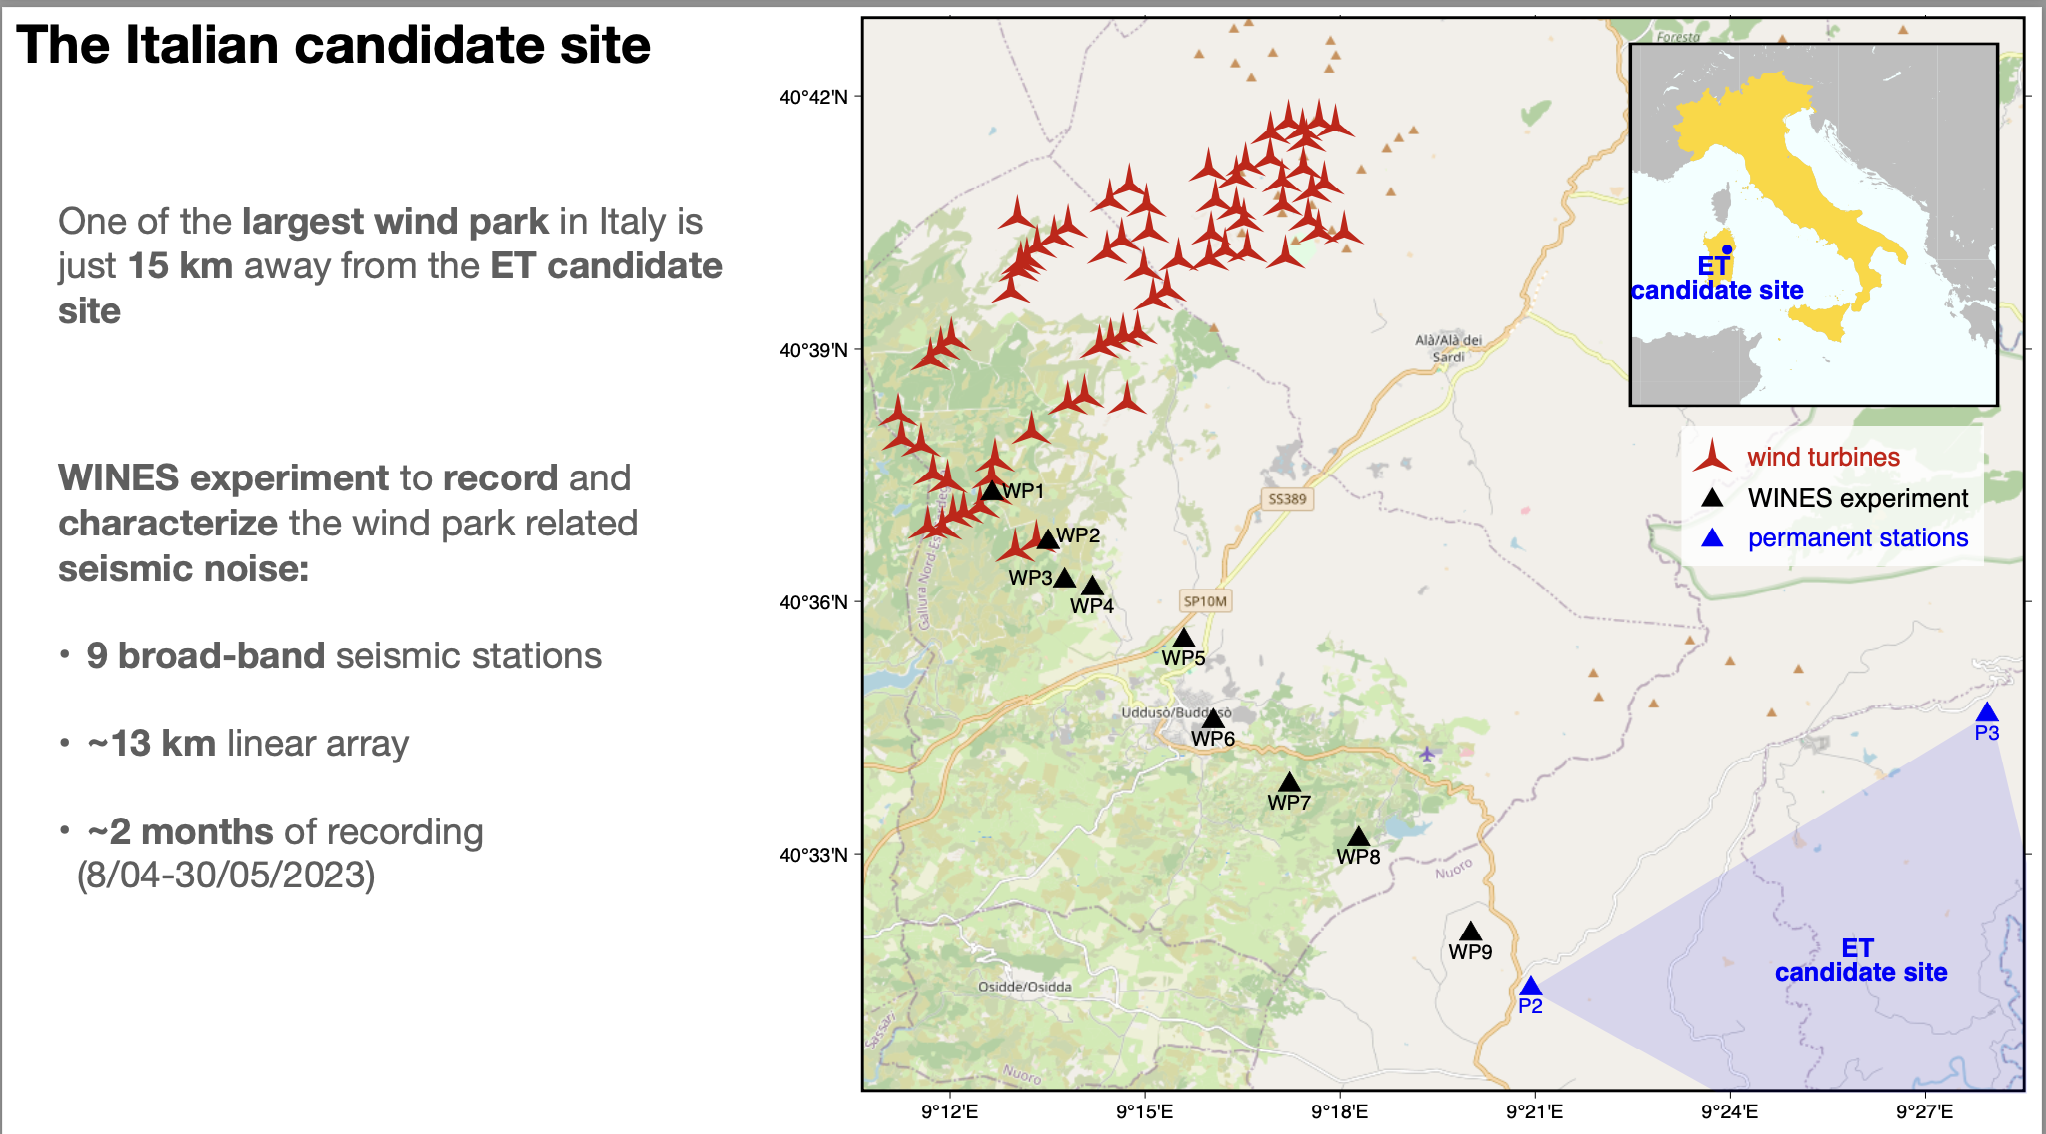 The Italian candidate site
One of the largest wind park in Italy is
just 15 km away from the ET candidate
site
WINES experiment to record and
characterize the wind park related
seismic noise:
• 9 broad-band seismic stations
• ~13 km linear array
• ~2 months of recording
(8/04-30/05/2023)
40°42'N
40°39'N
40°36'N
40°33'N
9°12'E
9°15'E
9°18'E
9°21'E
9°24'E
9°27'E
Foresta
ET
candidate site
wind turbines
WINES experiment
permanent stations
Alà/Alà dei
Sardi
SS389
SP10M
WP1
WP2
WP3
WP4
WP5
Uddusò/Buddusò
WP6
WP7
WP8
WP9
P2
P3
ET
candidate site
Nuoro
Osidde/Osidda
Sassari
Nuoro